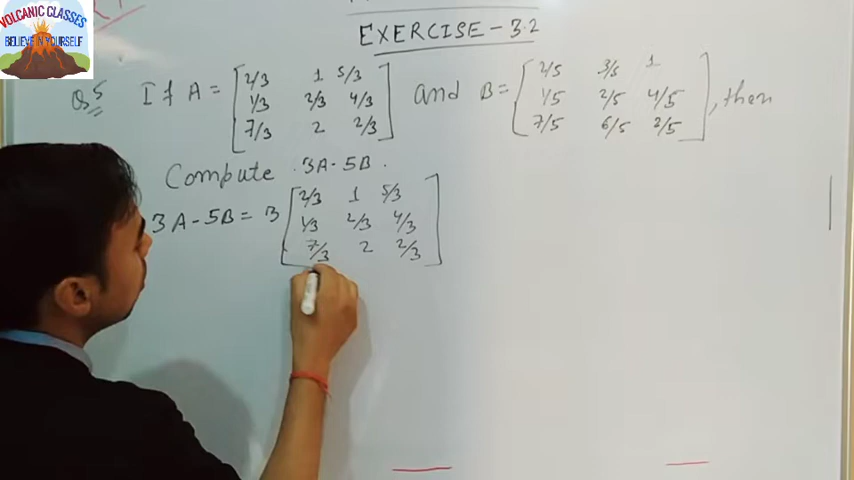 VOLCANIC CLASSES
BELIEVE IN YOURSELF
EXERCISE-3.2
Q5 If A = [2/3 1 5/3 and B = [2/5 3/5 1
1/3 2/3 4/3 1/5 2/5 4/5
7/3 2 2/3] 7/5 6/5 2/5], then
Compute 3A-5B.
3A-5B = 3 [2/3 1 5/3
1/3 2/3 4/3
7/3 2 2/3]